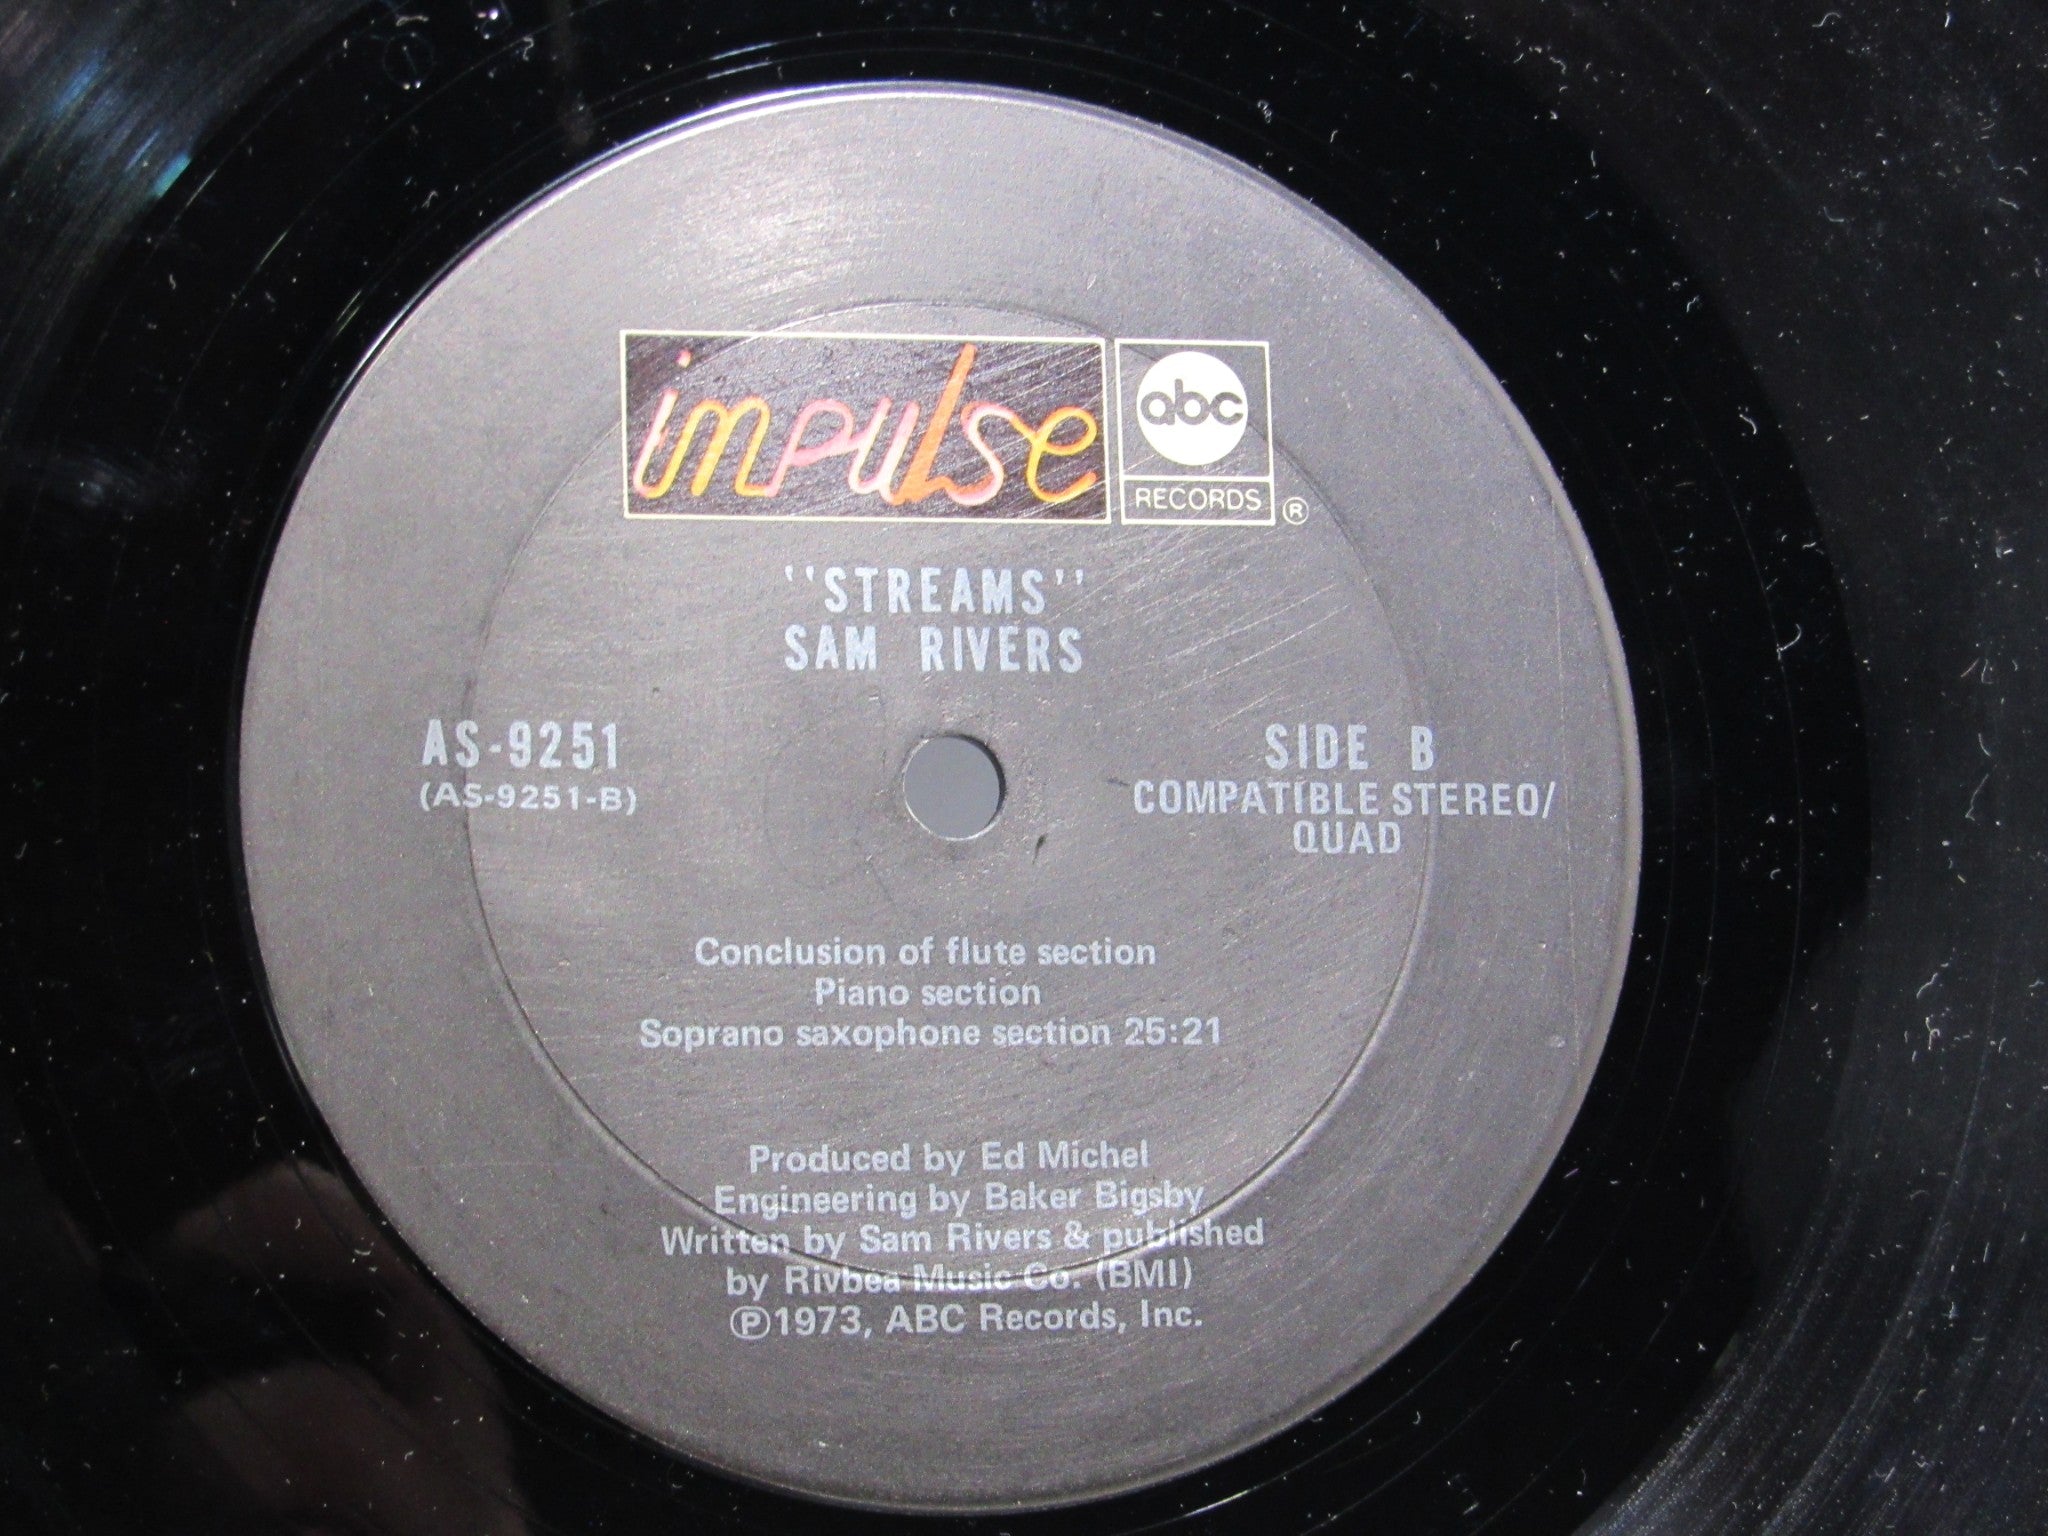 impulse
abc
RECORDS ®
"STREAMS"
SAM RIVERS
AS-9251
(AS-9251-B)
SIDE B
COMPATIBLE STEREO/
QUAD
Conclusion of flute section
Piano section
Soprano saxophone section 25:21
Produced by Ed Michel
Engineering by Baker Bigsby
Written by Sam Rivers & published
by Rivbea Music Co. (BMI)
℗1973, ABC Records, Inc.